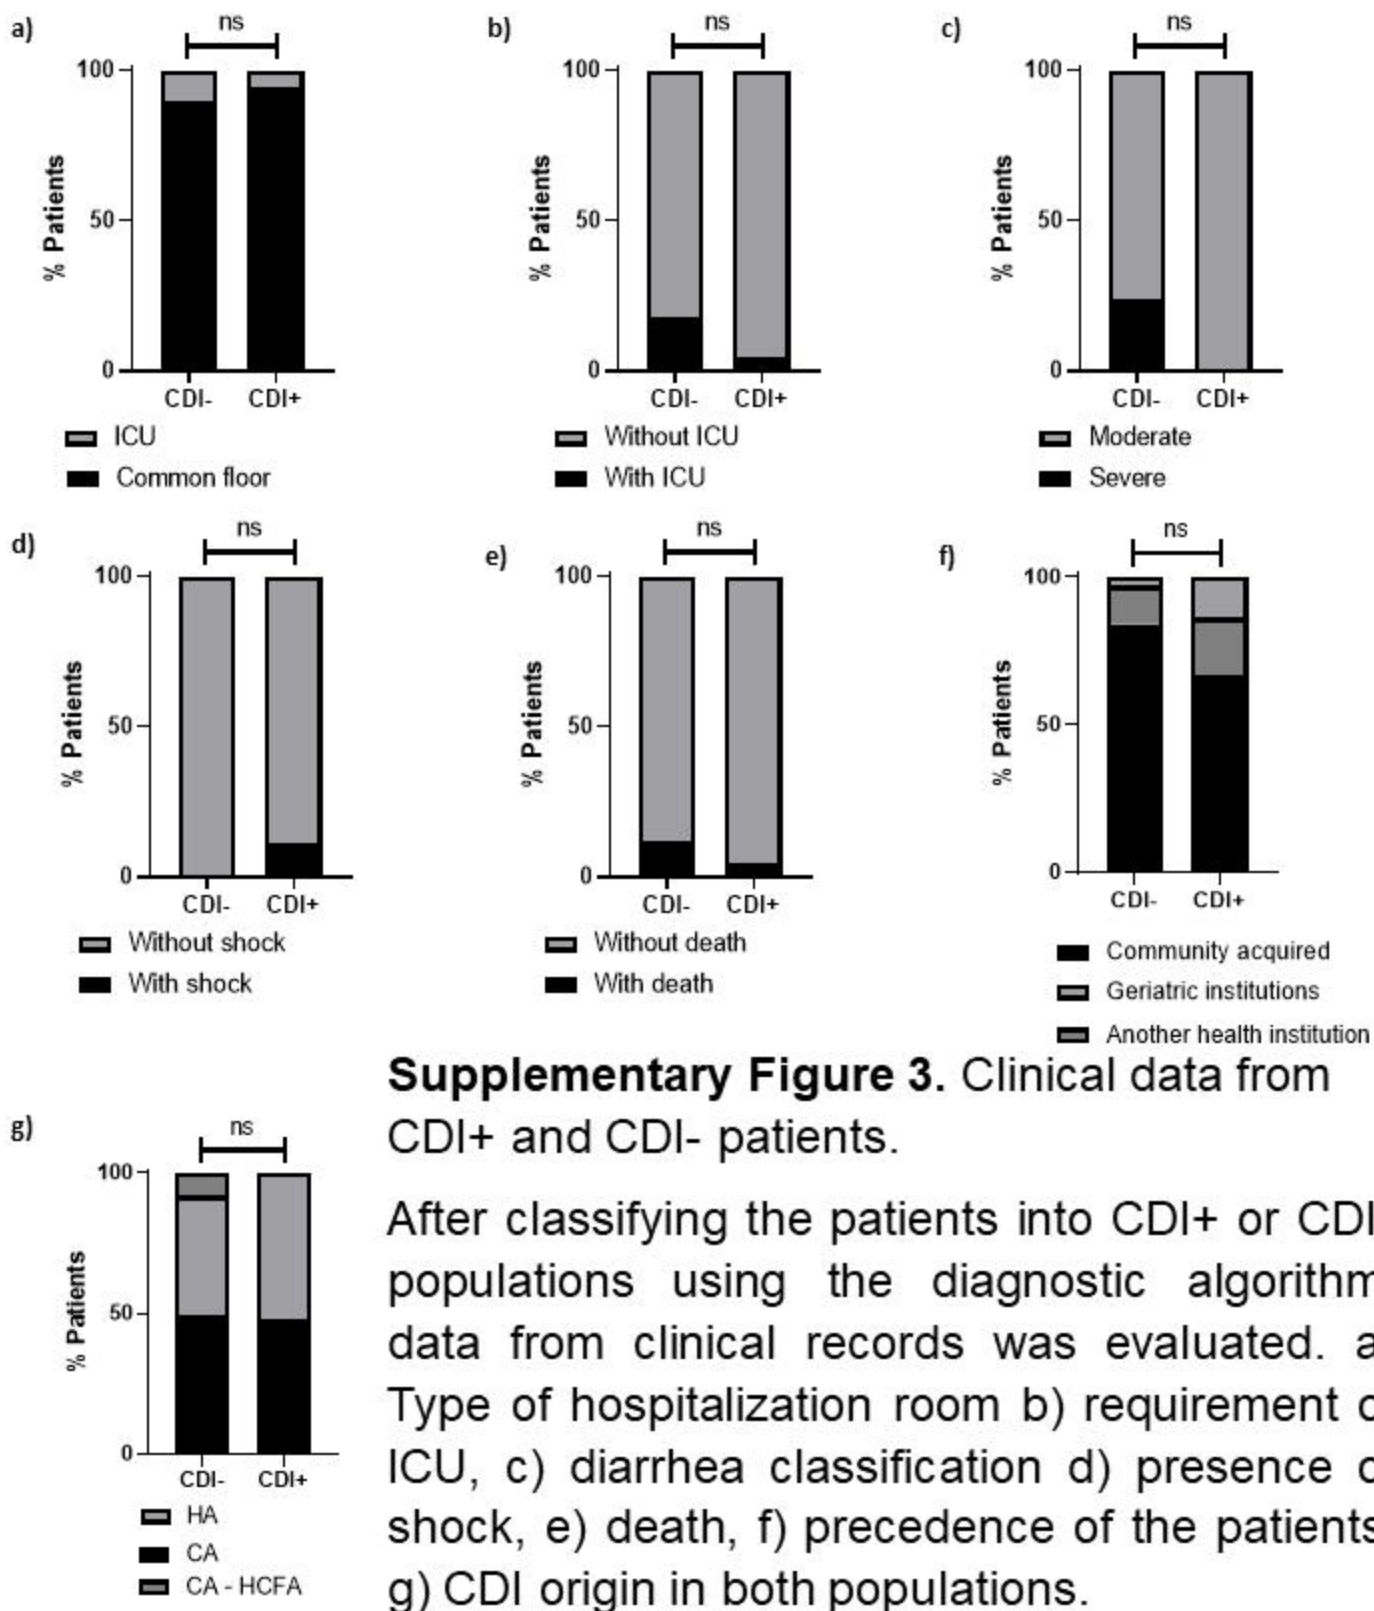 a)
ns
100
50
0
% Patients
CDI- CDI+
ICU
Common floor
b)
ns
100
50
0
% Patients
CDI- CDI+
Without ICU
With ICU
c)
ns
100
50
0
% Patients
CDI- CDI+
Moderate
Severe
d)
ns
100
50
0
% Patients
CDI- CDI+
Without shock
With shock
e)
ns
100
50
0
% Patients
CDI- CDI+
Without death
With death
f)
ns
100
50
0
% Patients
CDI- CDI+
Community acquired
Geriatric institutions
Another health institution
g)
ns
100
50
0
% Patients
CDI- CDI+
HA
CA
CA - HCFA
Supplementary Figure 3. Clinical data from
CDI+ and CDI- patients.
After classifying the patients into CDI+ or CDI
populations using the diagnostic algorithm
data from clinical records was evaluated. a
Type of hospitalization room b) requirement o
ICU, c) diarrhea classification d) presence o
shock, e) death, f) precedence of the patients
g) CDI origin in both populations.